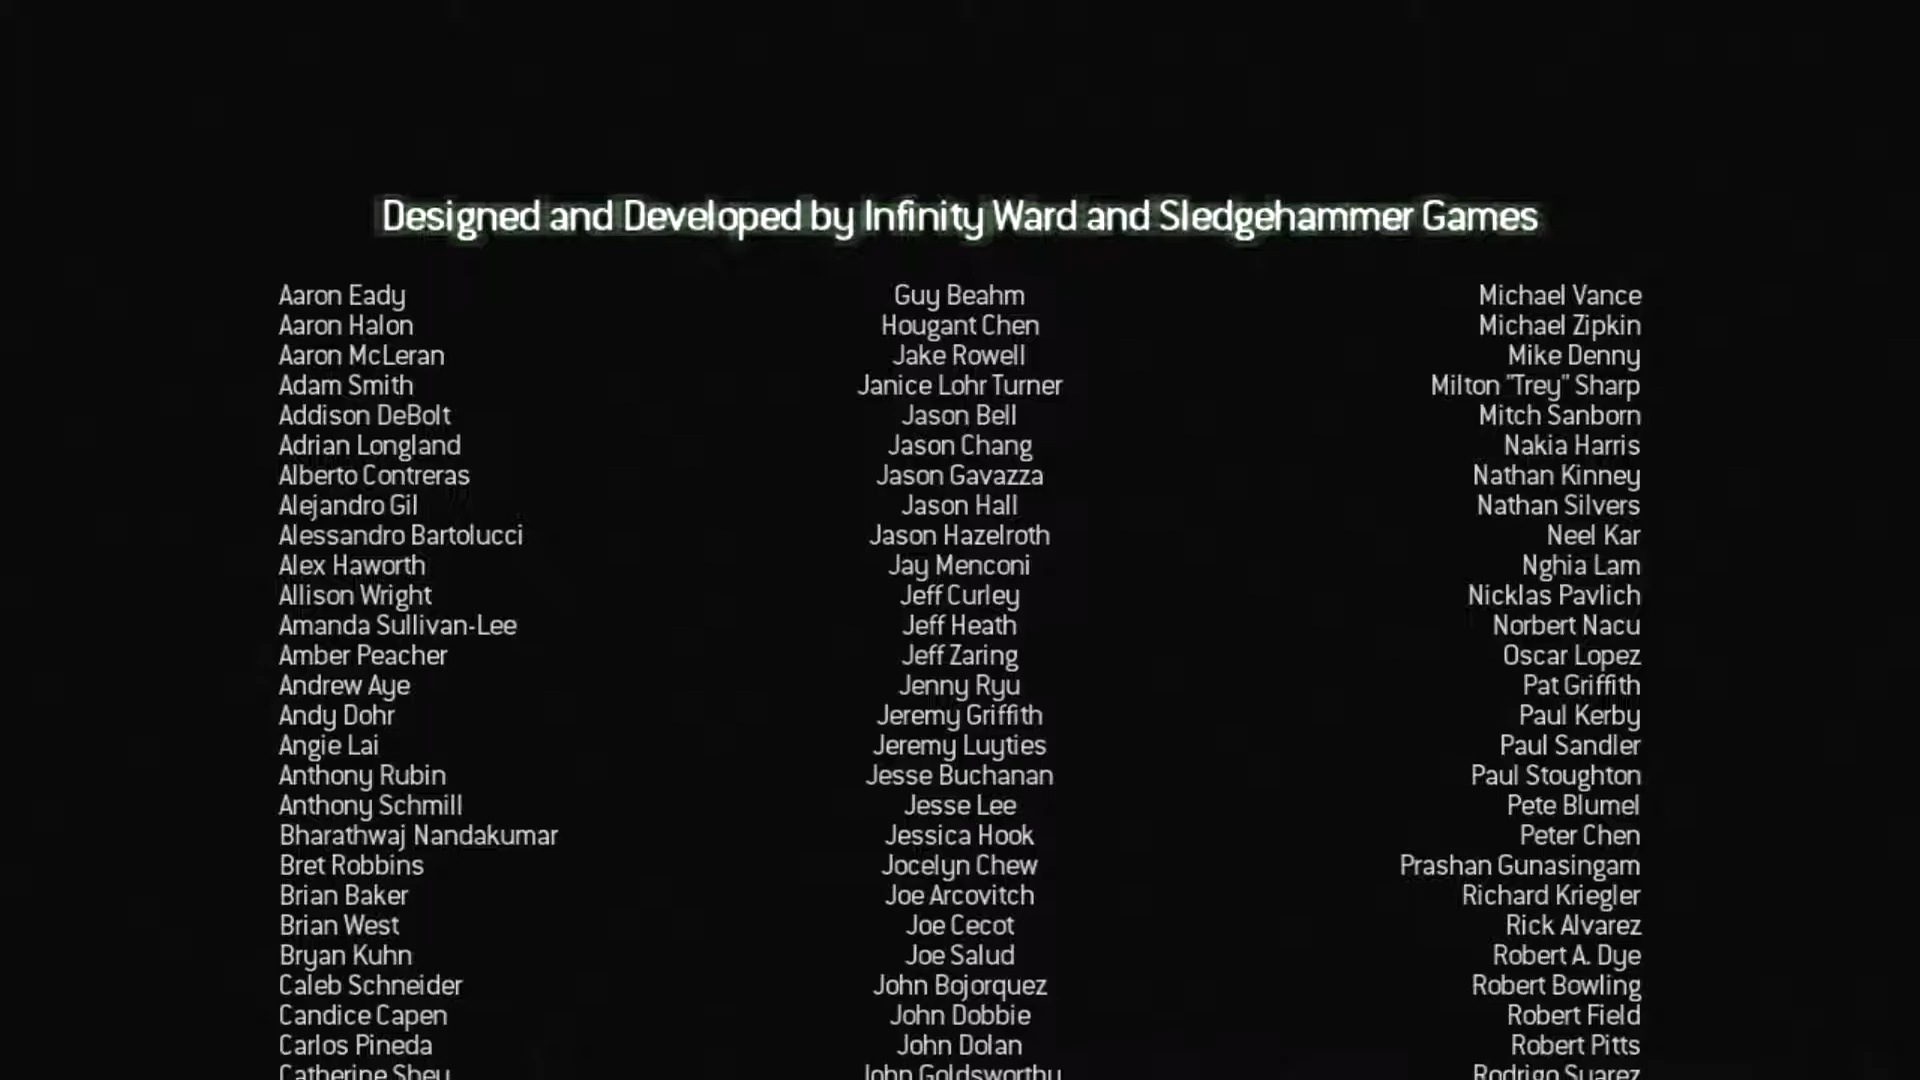 Designed and Developed by Infinity Ward and Sledgehammer Games
Aaron Eady Guy Beahm Michael Vance
Aaron Halon Hougant Chen Michael Zipkin
Aaron McLeran Jake Rowell Mike Denny
Adam Smith Janice Lohr Turner Milton "Trey" Sharp
Addison DeBolt Jason Bell Mitch Sanborn
Adrian Longland Jason Chang Nakia Harris
Alberto Contreras Jason Gavazza Nathan Kinney
Alejandro Gil Jason Hall Nathan Silvers
Alessandro Bartolucci Jason Hazelroth Neel Kar
Alex Haworth Jay Menconi Nghia Lam
Allison Wright Jeff Curley Nicklas Pavlich
Amanda Sullivan-Lee Jeff Heath Norbert Nacu
Amber Peacher Jeff Zaring Oscar Lopez
Andrew Aye Jenny Ryu Pat Griffith
Andy Dohr Jeremy Griffith Paul Kerby
Angie Lai Jeremy Luyties Paul Sandler
Anthony Rubin Jesse Buchanan Paul Stoughton
Anthony Schmill Jesse Lee Pete Blumel
Bharathwaj Nandakumar Jessica Hook Peter Chen
Bret Robbins Jocelyn Chew Prashan Gunasingam
Brian Baker Joe Arcovitch Richard Kriegler
Brian West Joe Cecot Rick Alvarez
Bryan Kuhn Joe Salud Robert A. Dye
Caleb Schneider John Bojorquez Robert Bowling
Candice Capen John Dobbie Robert Field
Carlos Pineda John Dolan Robert Pitts
Catherine John Goldsworthy Rodrigo Suarez